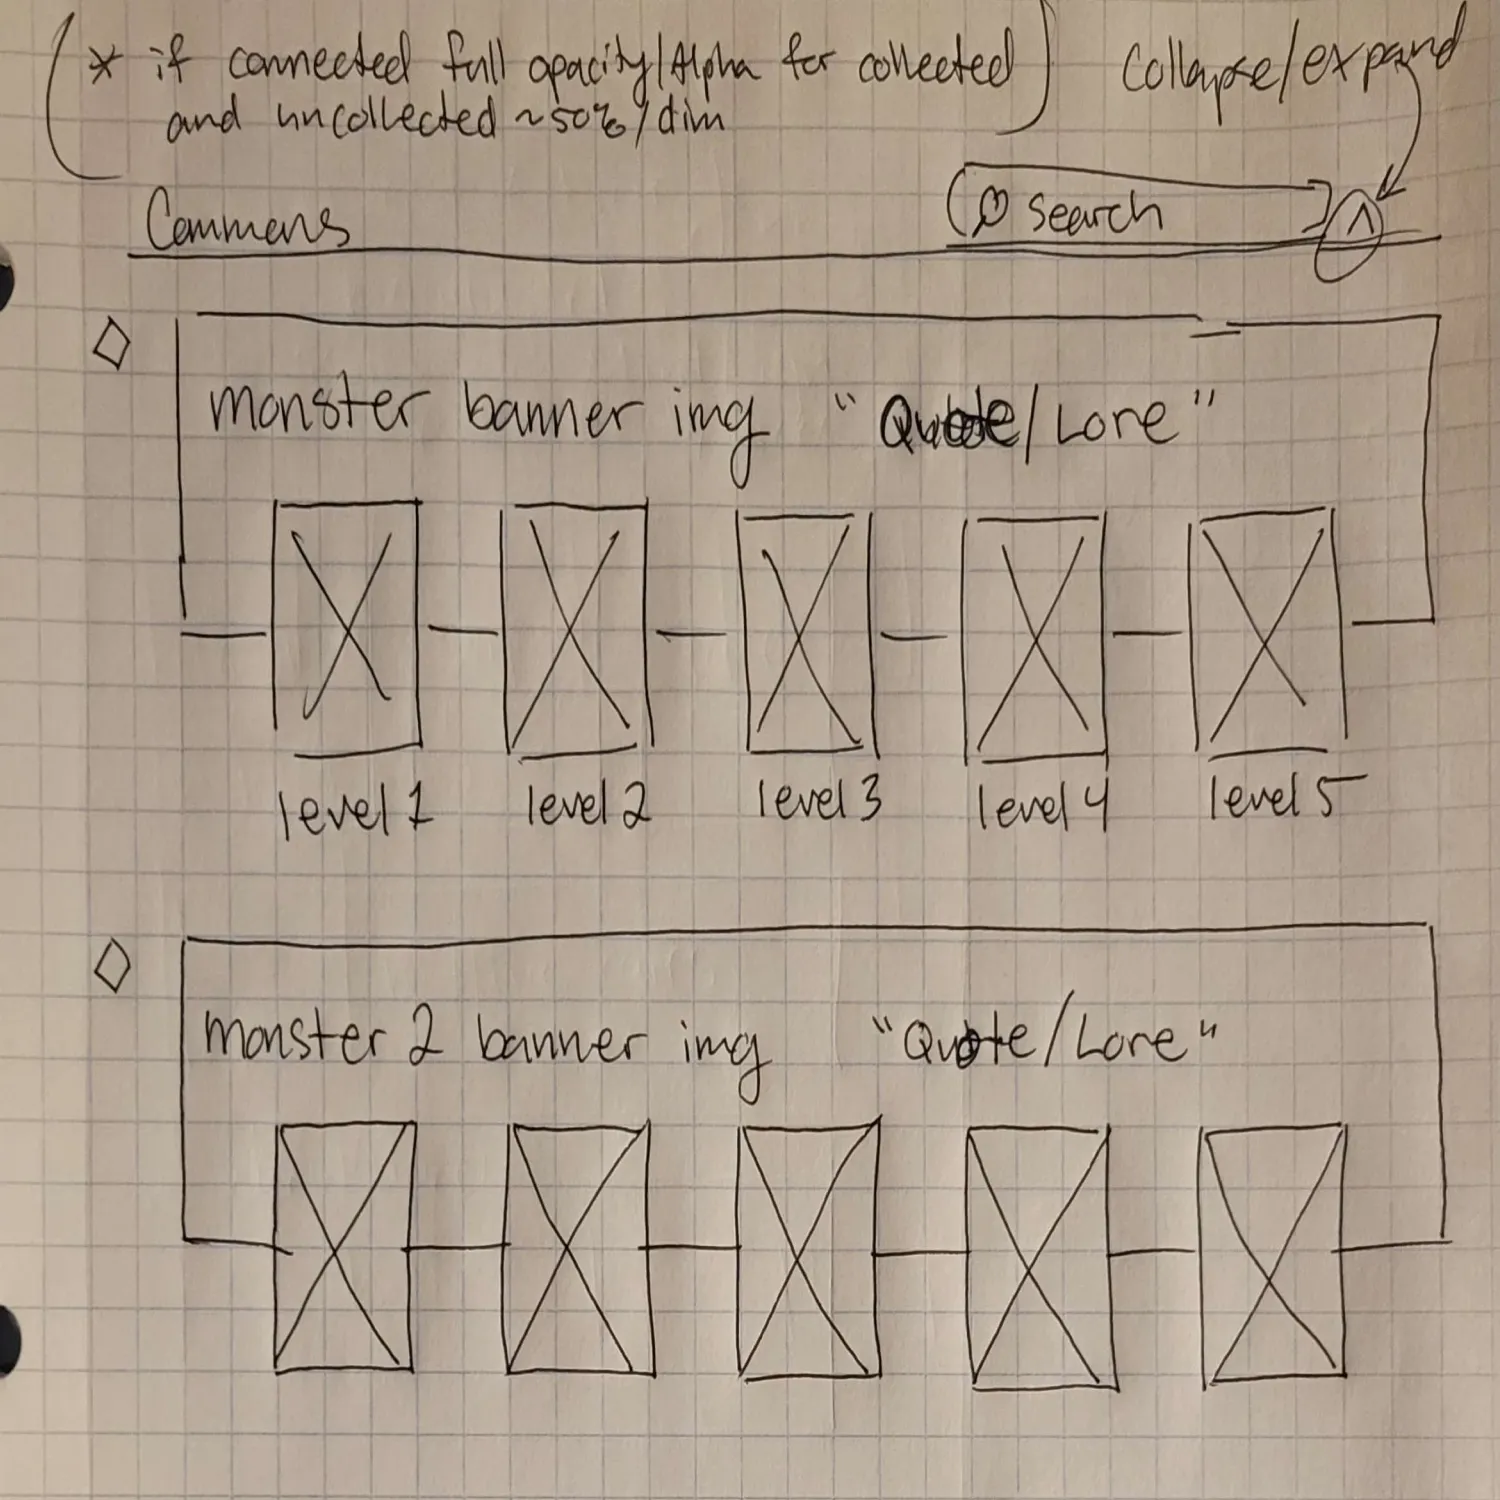 (* if connected full opacity/Alpha for collected
and uncollected ~50%/dim)
Collapse/expand
Commons
search
monster banner img "Quote/Lore"
level 1 level 2 level 3 level 4 level 5
monster 2 banner img "Quote/Lore"